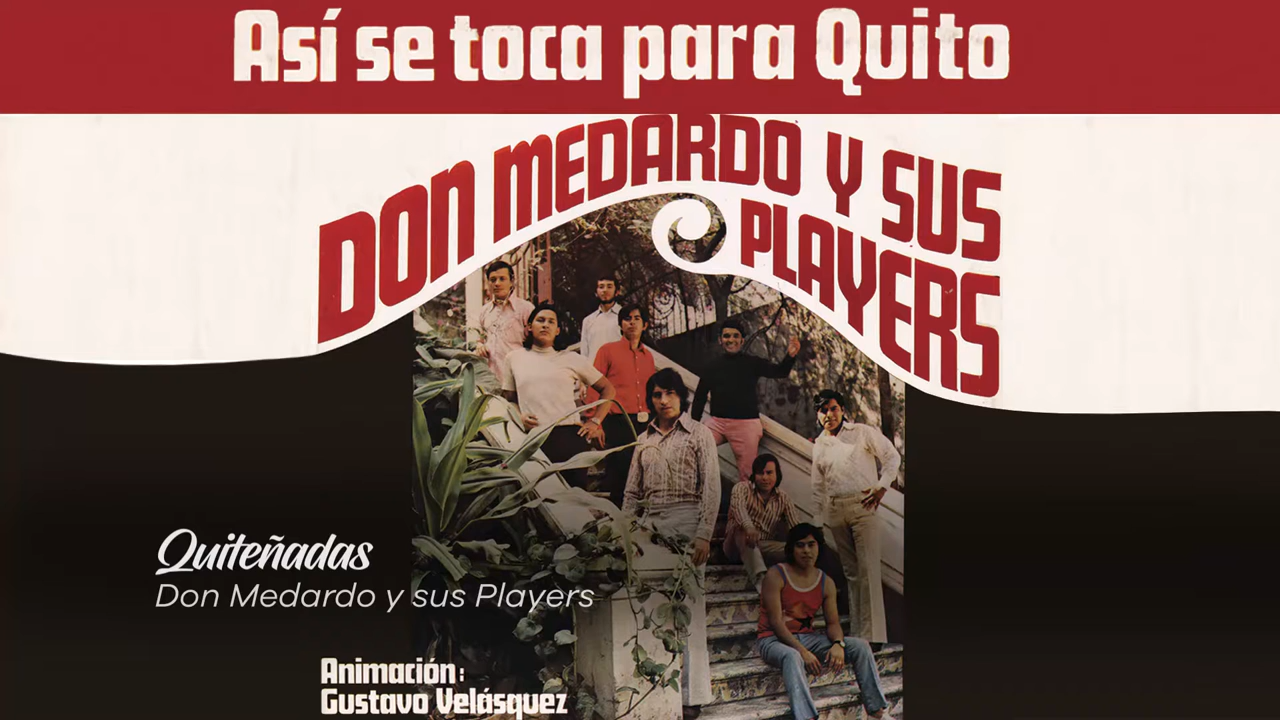 Así se toca para Quito
DON MEDARDO Y SUS
PLAYERS
Quiteñadas
Don Medardo y sus Players
Animación:
Gustavo Velásquez